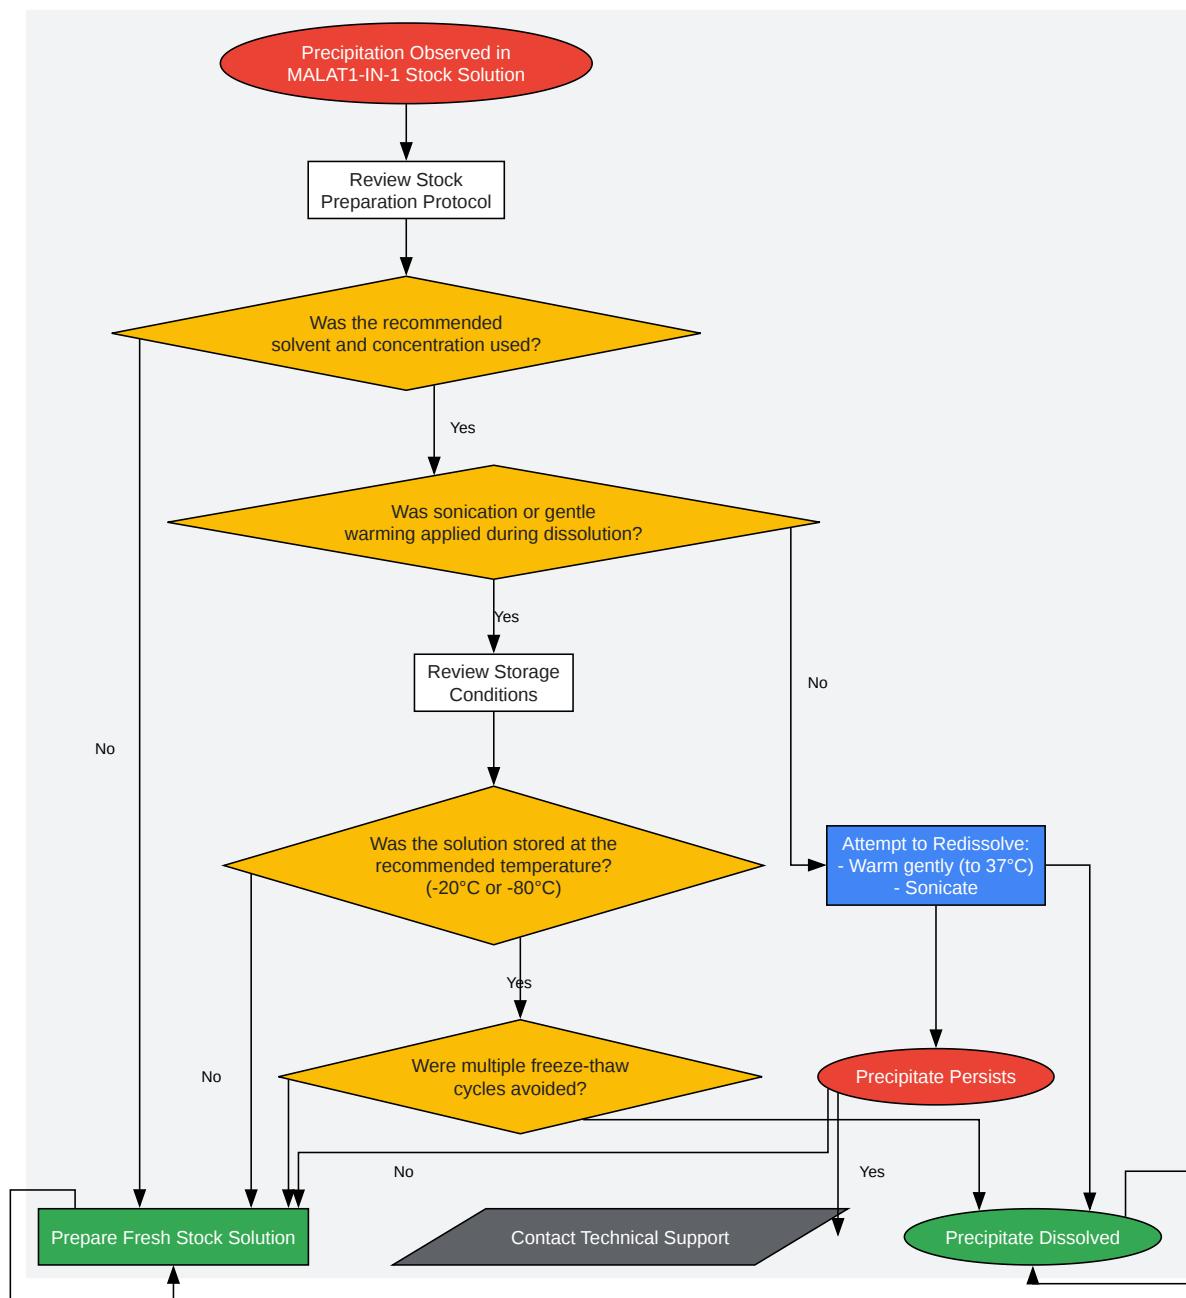 Precipitation Observed in
MALAT1-IN-1 Stock Solution
Review Stock
Preparation Protocol
Was the recommended
solvent and concentration used?
Yes
Was sonication or gentle
warming applied during dissolution?
Yes
Review Storage
Conditions
No
No
Was the solution stored at the
recommended temperature?
(-20°C or -80°C)
Attempt to Redissolve:
- Warm gently (to 37°C)
- Sonicate
Yes
Were multiple freeze-thaw
cycles avoided?
No
Precipitate Persists
No
Yes
Prepare Fresh Stock Solution
Contact Technical Support
Precipitate Dissolved